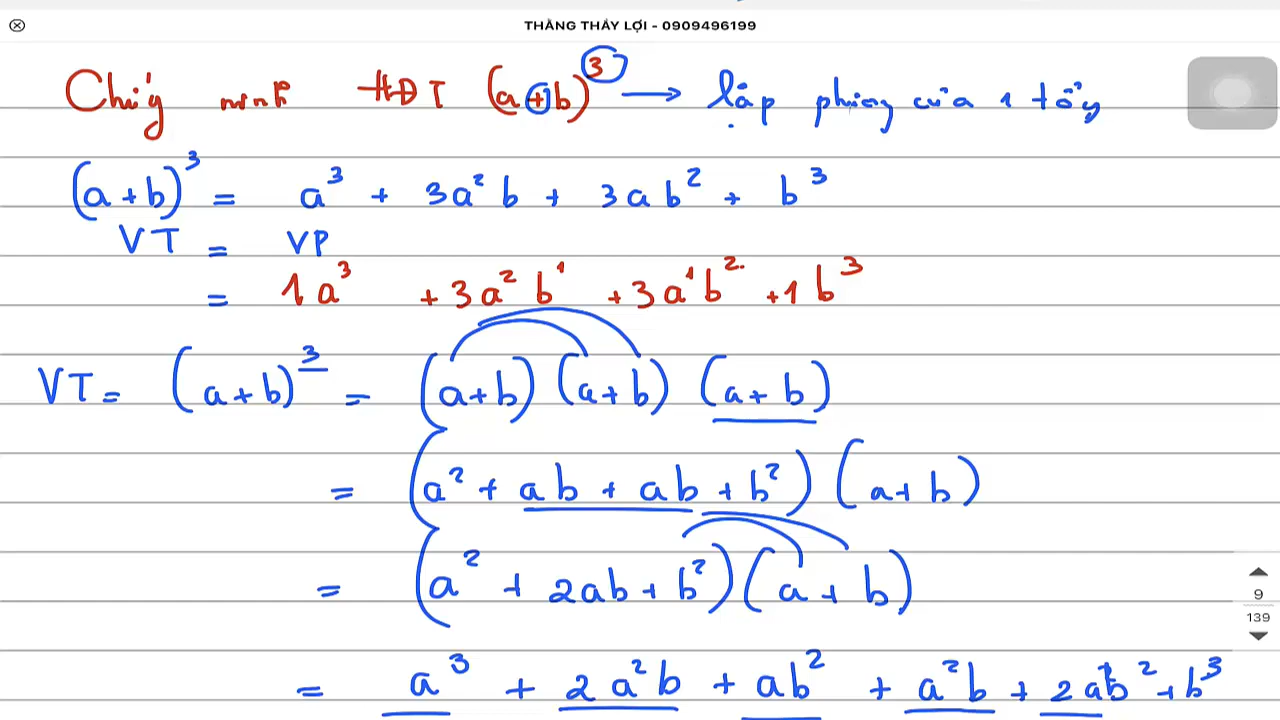 THẮNG THẦY LỢI - 0909496199
Chứng minh HĐT (a+b)³ → lập phương của 1 tổng
(a+b)³ = a³ + 3a²b + 3ab² + b³
VT = VP
= 1a³ + 3a²b¹ + 3a¹b² + 1b³
VT = (a+b)³ = (a+b)(a+b)(a+b)
= (a² + ab + ab + b²)(a+b)
= (a² + 2ab + b²)(a+b)
= a³ + 2a²b + ab² + a²b + 2ab² + b³
9
139